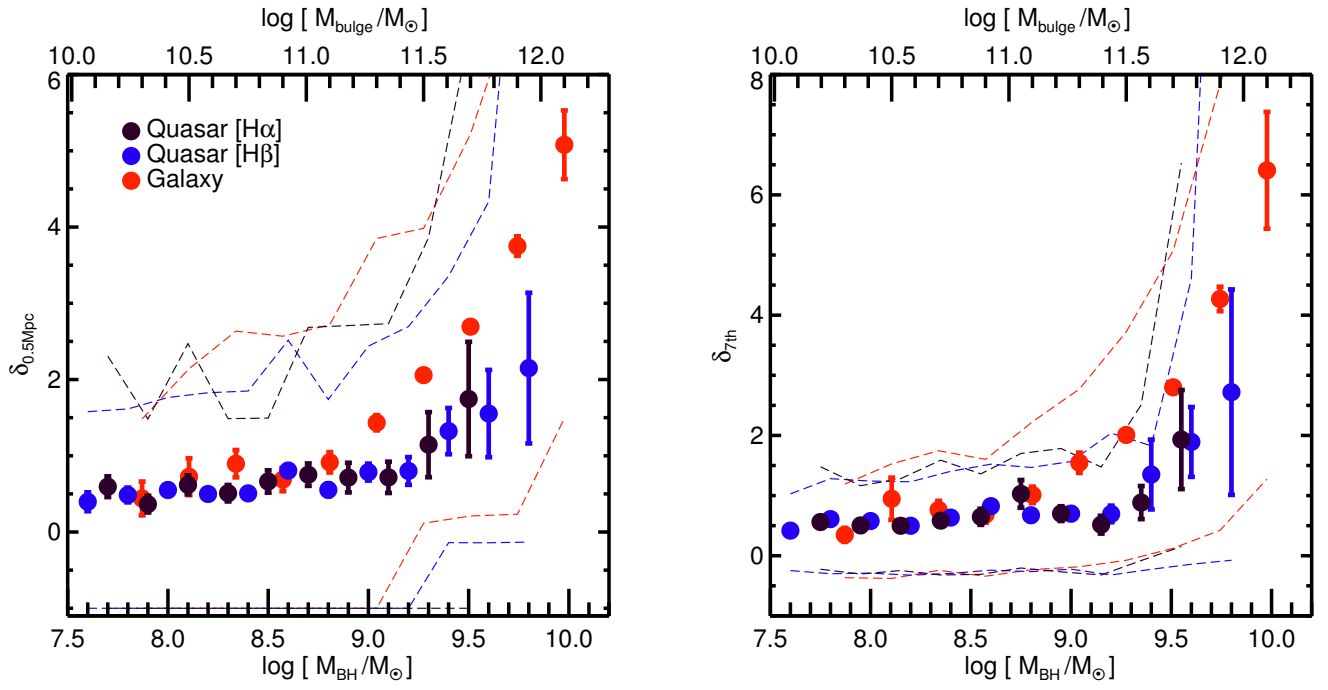 log [ M_bulge/M_⊙ ]
10.0 10.5 11.0 11.5 12.0
6
4
2
0
δ_0.5Mpc
Quasar [Hα]
Quasar [Hβ]
Galaxy
7.5 8.0 8.5 9.0 9.5 10.0
log [ M_BH/M_⊙ ]
log [ M_bulge/M_⊙ ]
10.0 10.5 11.0 11.5 12.0
8
6
4
2
0
δ_7th
7.5 8.0 8.5 9.0 9.5 10.0
log [ M_BH/M_⊙ ]